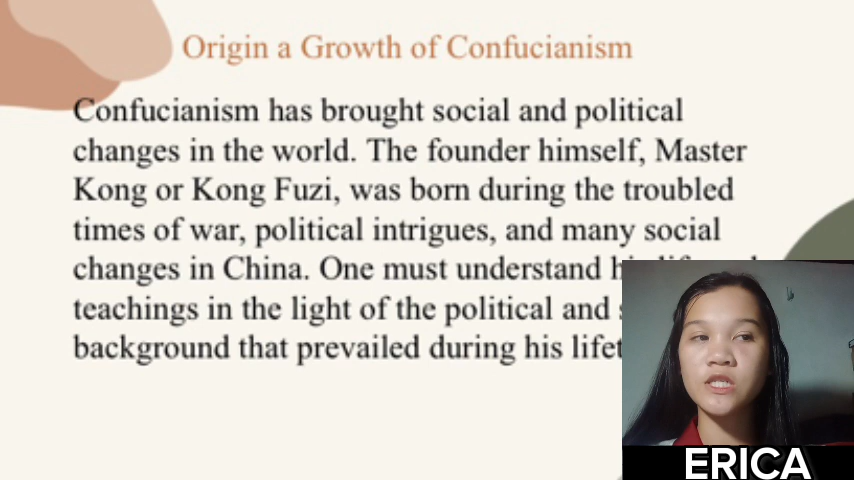 Origin a Growth of Confucianism
Confucianism has brought social and political
changes in the world. The founder himself, Master
Kong or Kong Fuzi, was born during the troubled
times of war, political intrigues, and many social
changes in China. One must understand
teachings in the light of the political and
background that prevailed during his
ERICA